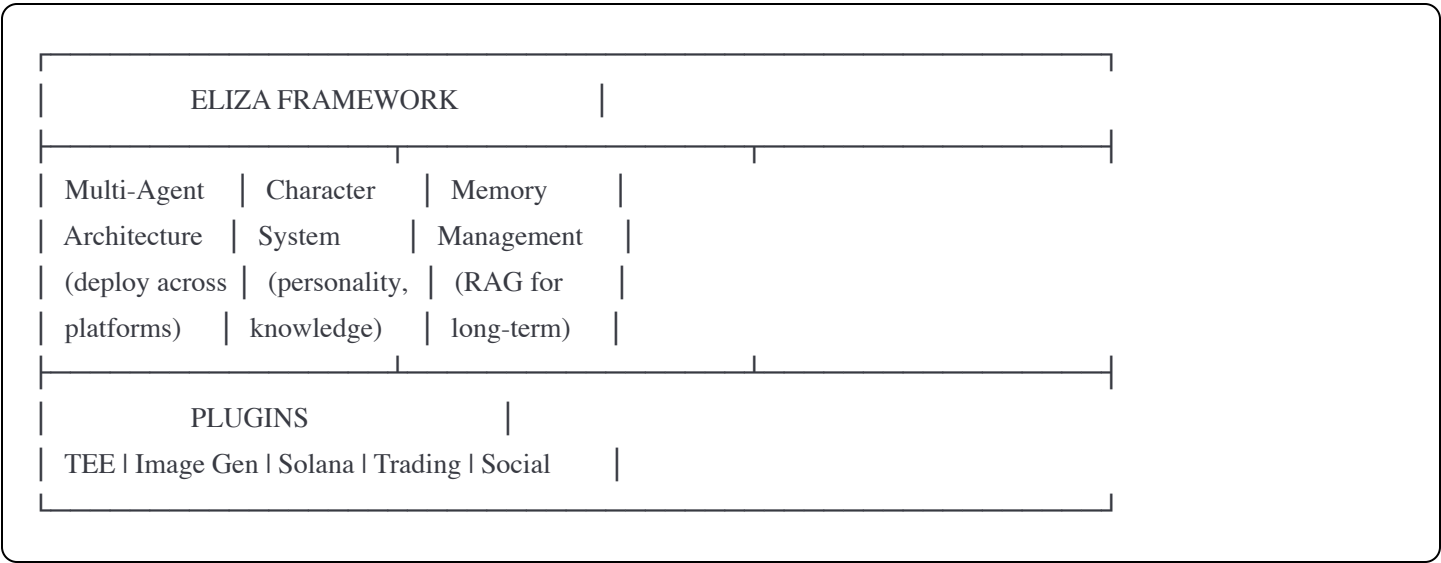 ELIZA FRAMEWORK
Multi-Agent │ Character │ Memory
Architecture │ System │ Management
(deploy across │ (personality, │ (RAG for
platforms) │ knowledge) │ long-term)
PLUGINS
TEE | Image Gen | Solana | Trading | Social